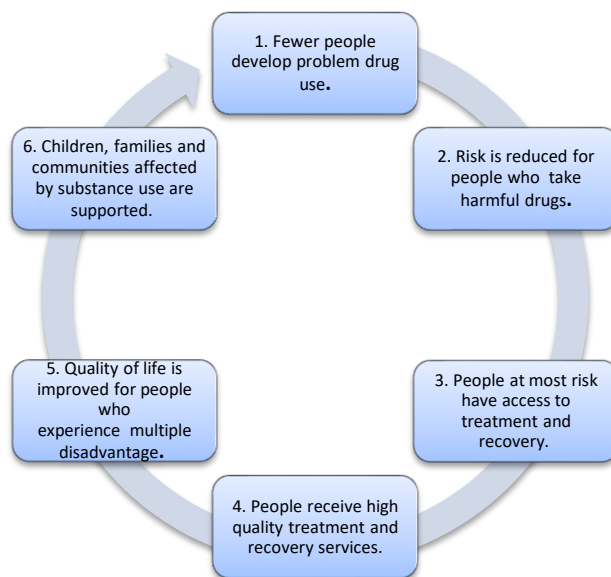 1. Fewer people
develop problem drug
use.
2. Risk is reduced for
people who take
harmful drugs.
3. People at most risk
have access to
treatment and
recovery.
4. People receive high
quality treatment and
recovery services.
5. Quality of life is
improved for people
who
experience multiple
disadvantage.
6. Children, families and
communities affected
by substance use are
supported.